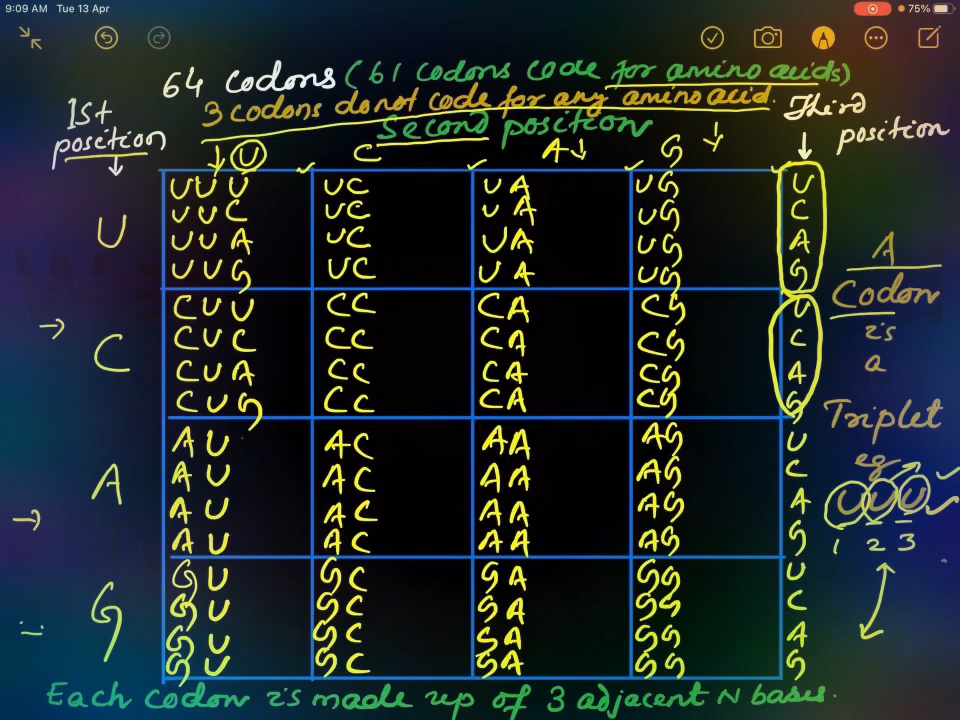 9:09 AM Tue 13 Apr 75%
64 codons (61 codons code for amino acids)
3 codons do not code for any amino acid.
1st position
Second position
Third position
U C A G
U
UUU UC UA UG U
UUC UC UA UG C
UUA UC UA UG A
UUG UC UA UG G
C
CUU CC CA CG U
CUC CC CA CG C
CUA CC CA CG A
CUG CC CA CG G
A
AU AC AA AG U
AU AC AA AG C
AU AC AA AG A
AU AC AA AG G
G
GU GC GA GG U
GU GC GA GG C
GU GC GA GG A
GU GC GA GG G
A
Codon
is
a
Triplet
eg
UUU
1 2 3
Each codon is made up of 3 adjacent N bases.